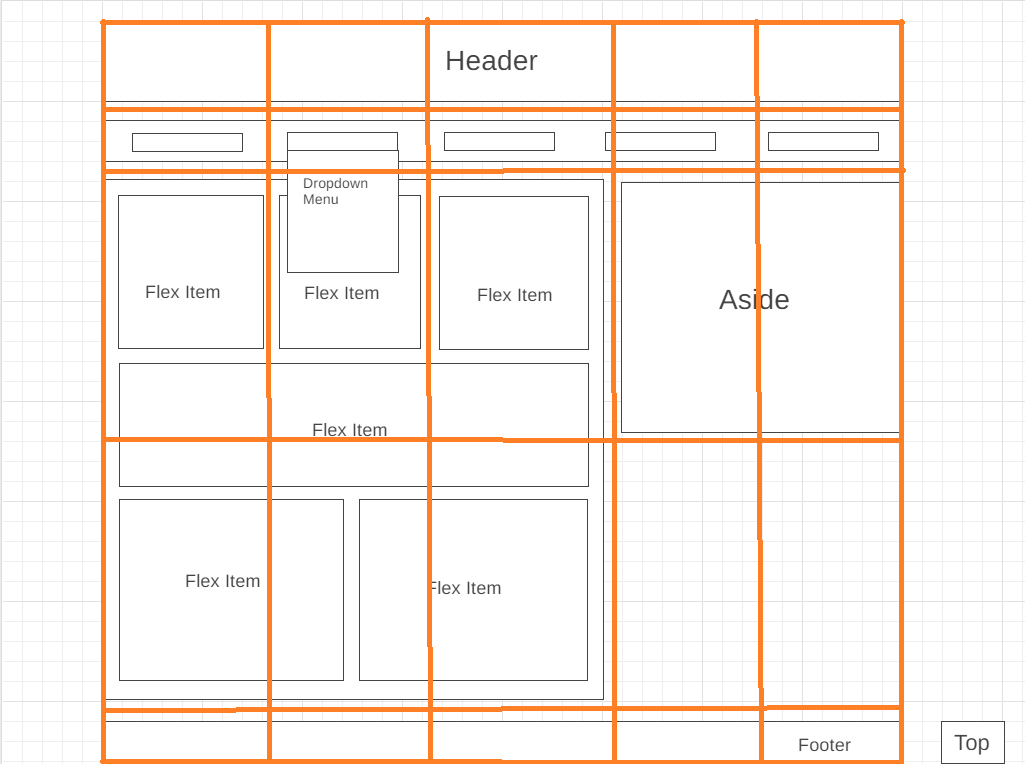 Header
Dropdown
Menu
Flex Item
Flex Item
Flex Item
Aside
Flex Item
Flex Item
Flex Item
Footer
Top